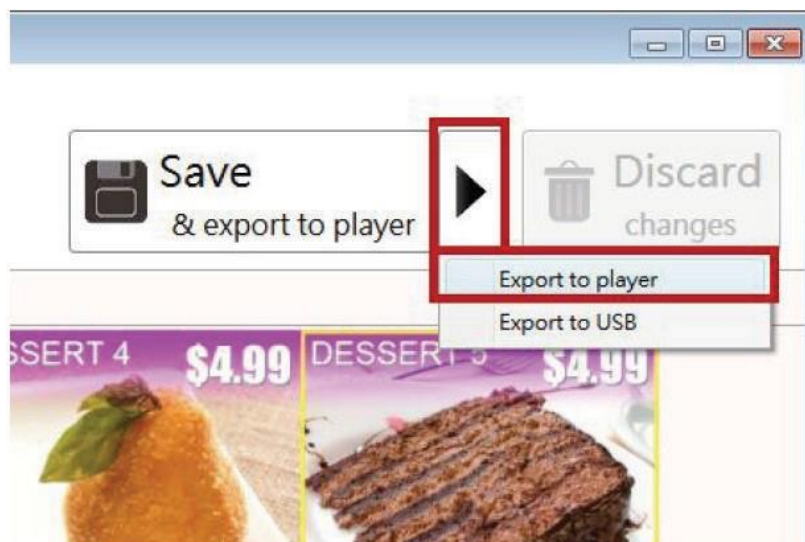 Save
& export to player
Discard
changes
Export to player
Export to USB
SSERT 4
$4.99
DESSERT 5
$4.99